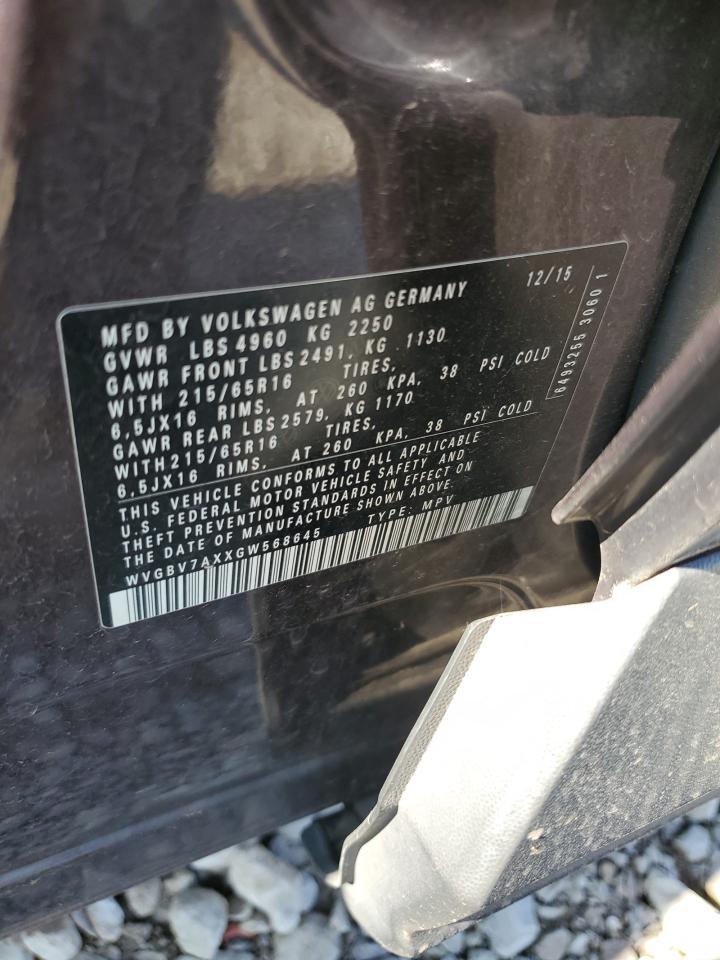 MFD BY VOLKSWAGEN AG GERMANY 12/15
GVWR LBS 4960 KG 2250
GAWR FRONT LBS 2491, KG 1130
WITH 215/65R16 TIRES,
6,5JX16 RIMS, AT 260 KPA, 38 PSI COLD
GAWR REAR LBS 2579, KG 1170
WITH 215/65R16 TIRES,
6,5JX16 RIMS, AT 260 KPA, 38 PSI COLD
THIS VEHICLE CONFORMS TO ALL APPLICABLE
U.S. FEDERAL MOTOR VEHICLE SAFETY AND
THEFT PREVENTION STANDARDS IN EFFECT ON
THE DATE OF MANUFACTURE SHOWN ABOVE.
WVGBV7AXXGW568645 TYPE: MPV
6493255 3060 1